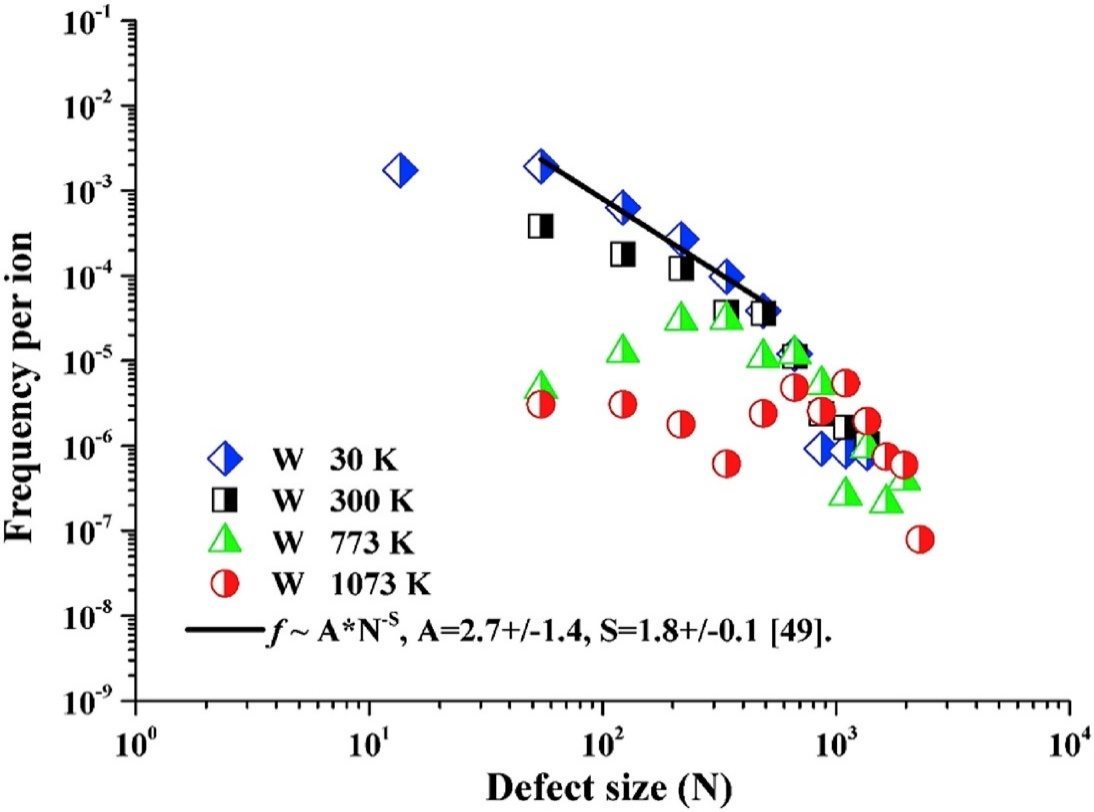 10⁻¹
10⁻²
10⁻³
10⁻⁴
10⁻⁵
10⁻⁶
10⁻⁷
10⁻⁸
10⁻⁹
Frequency per ion
W 30 K
W 300 K
W 773 K
W 1073 K
f ~ A*N⁻ˢ, A=2.7+/-1.4, S=1.8+/-0.1 [49].
10⁰ 10¹ 10² 10³ 10⁴
Defect size (N)